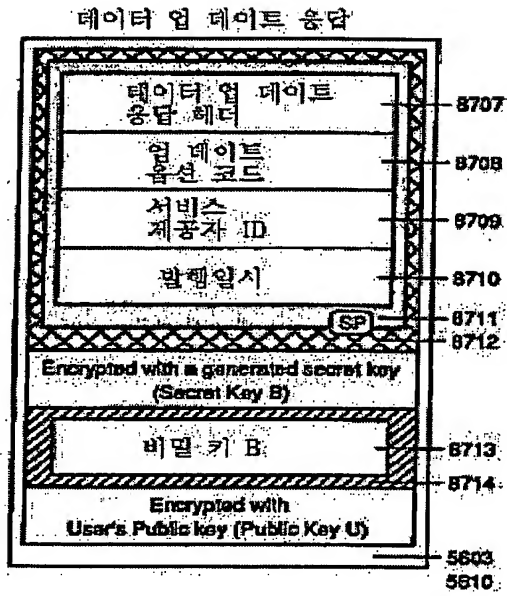 데이터 업 데이트 응답
데이터 업 데이트
응답 헤더
8707
업 데이트
옵션 코드
8708
서비스
제공자 ID
8709
발행일시
8710
SP
8711
8712
Encrypted with a generated secret key
(Secret Key B)
비밀 키 B
8713
8714
Encrypted with
User's Public key (Public Key U)
5603
5610